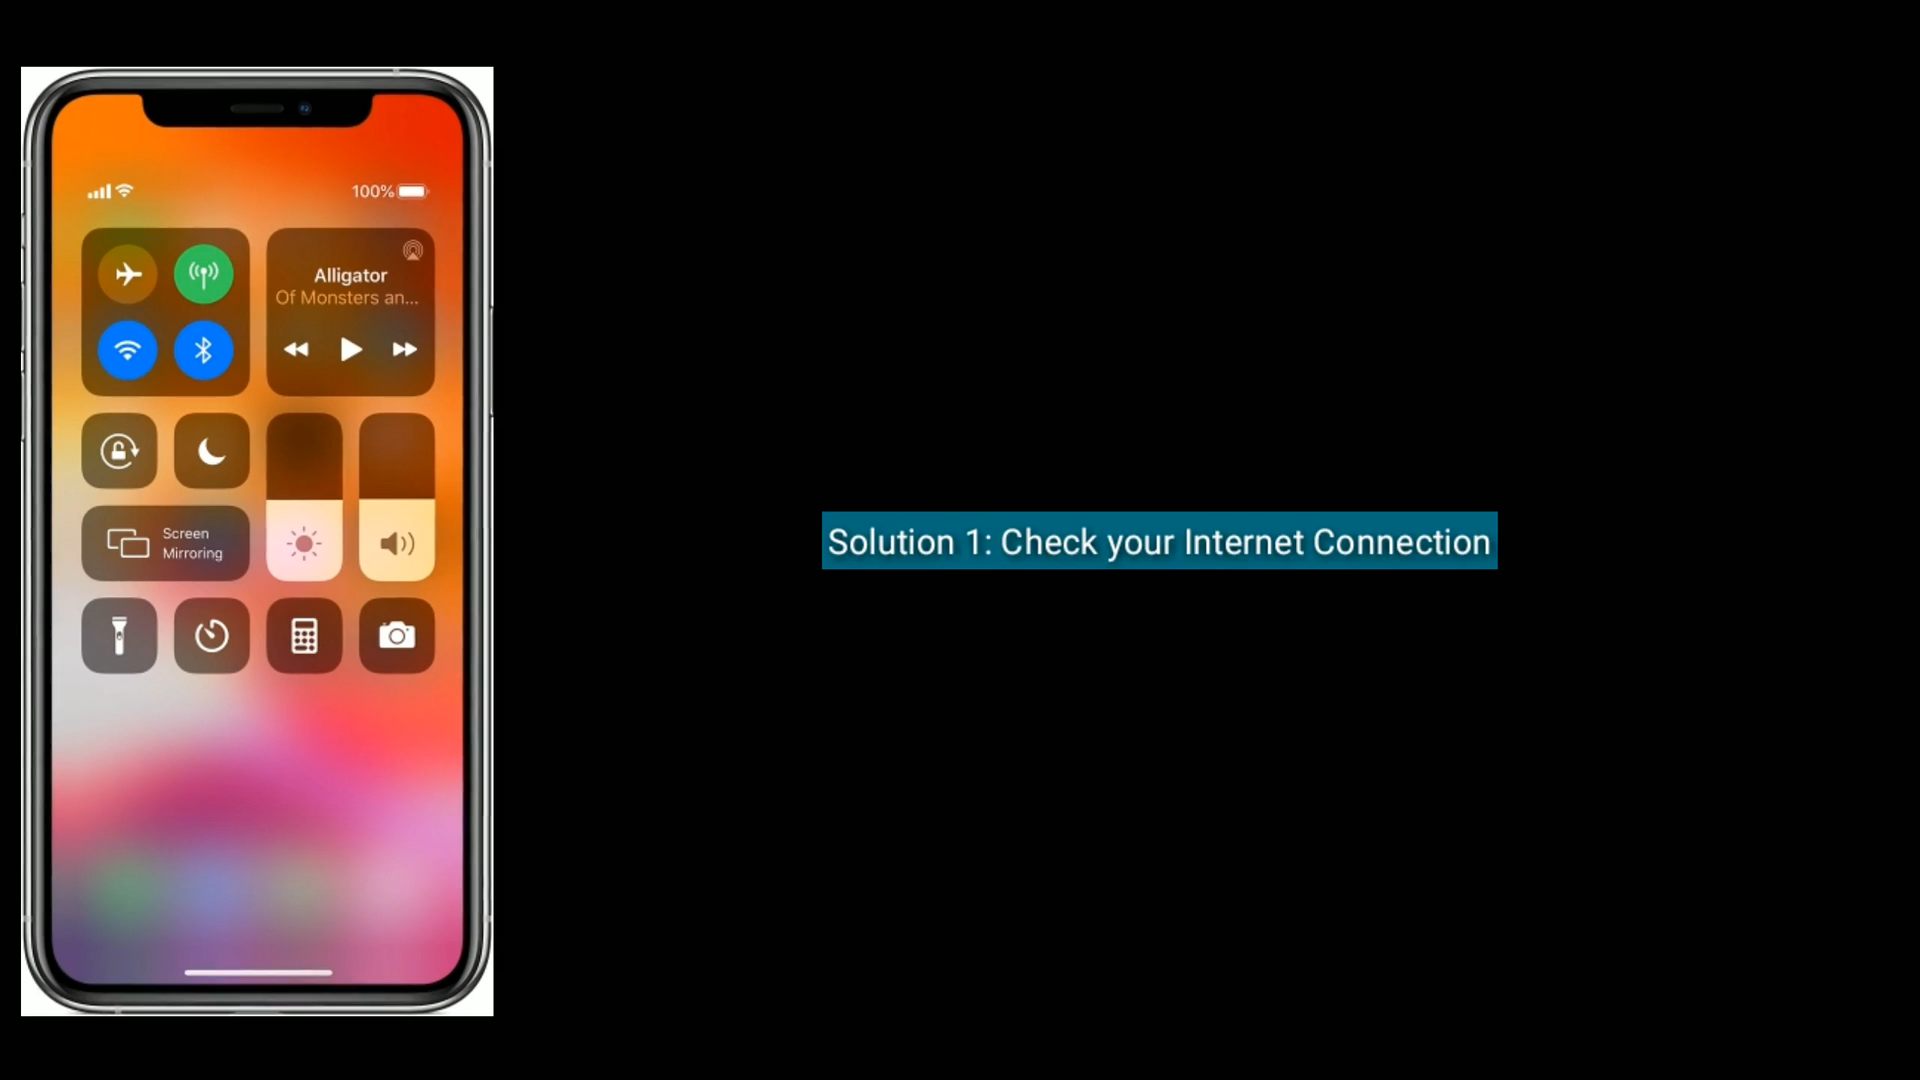 100%
Alligator
Of Monsters an...
Screen
Mirroring
Solution 1: Check your Internet Connection